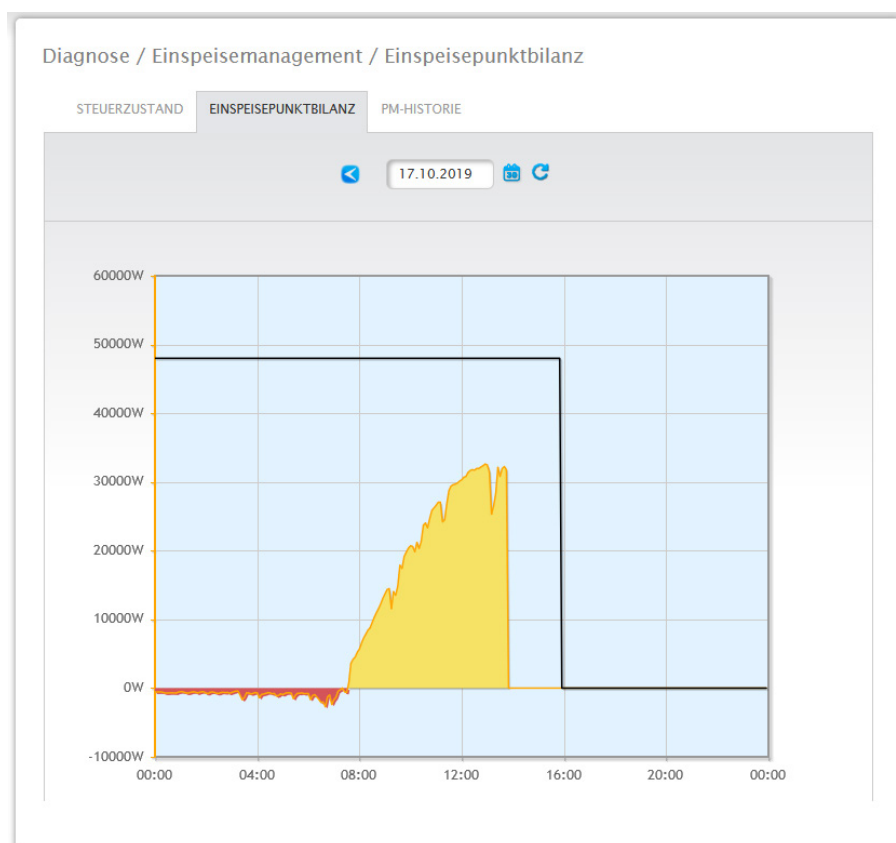 Diagnose / Einspeisemanagement / Einspeisepunktbilanz
STEUERZUSTAND EINSPEISEPUNKTBILANZ PM-HISTORIE
17.10.2019 30
60000W
50000W
40000W
30000W
20000W
10000W
0W
-10000W
00:00 04:00 08:00 12:00 16:00 20:00 00:00